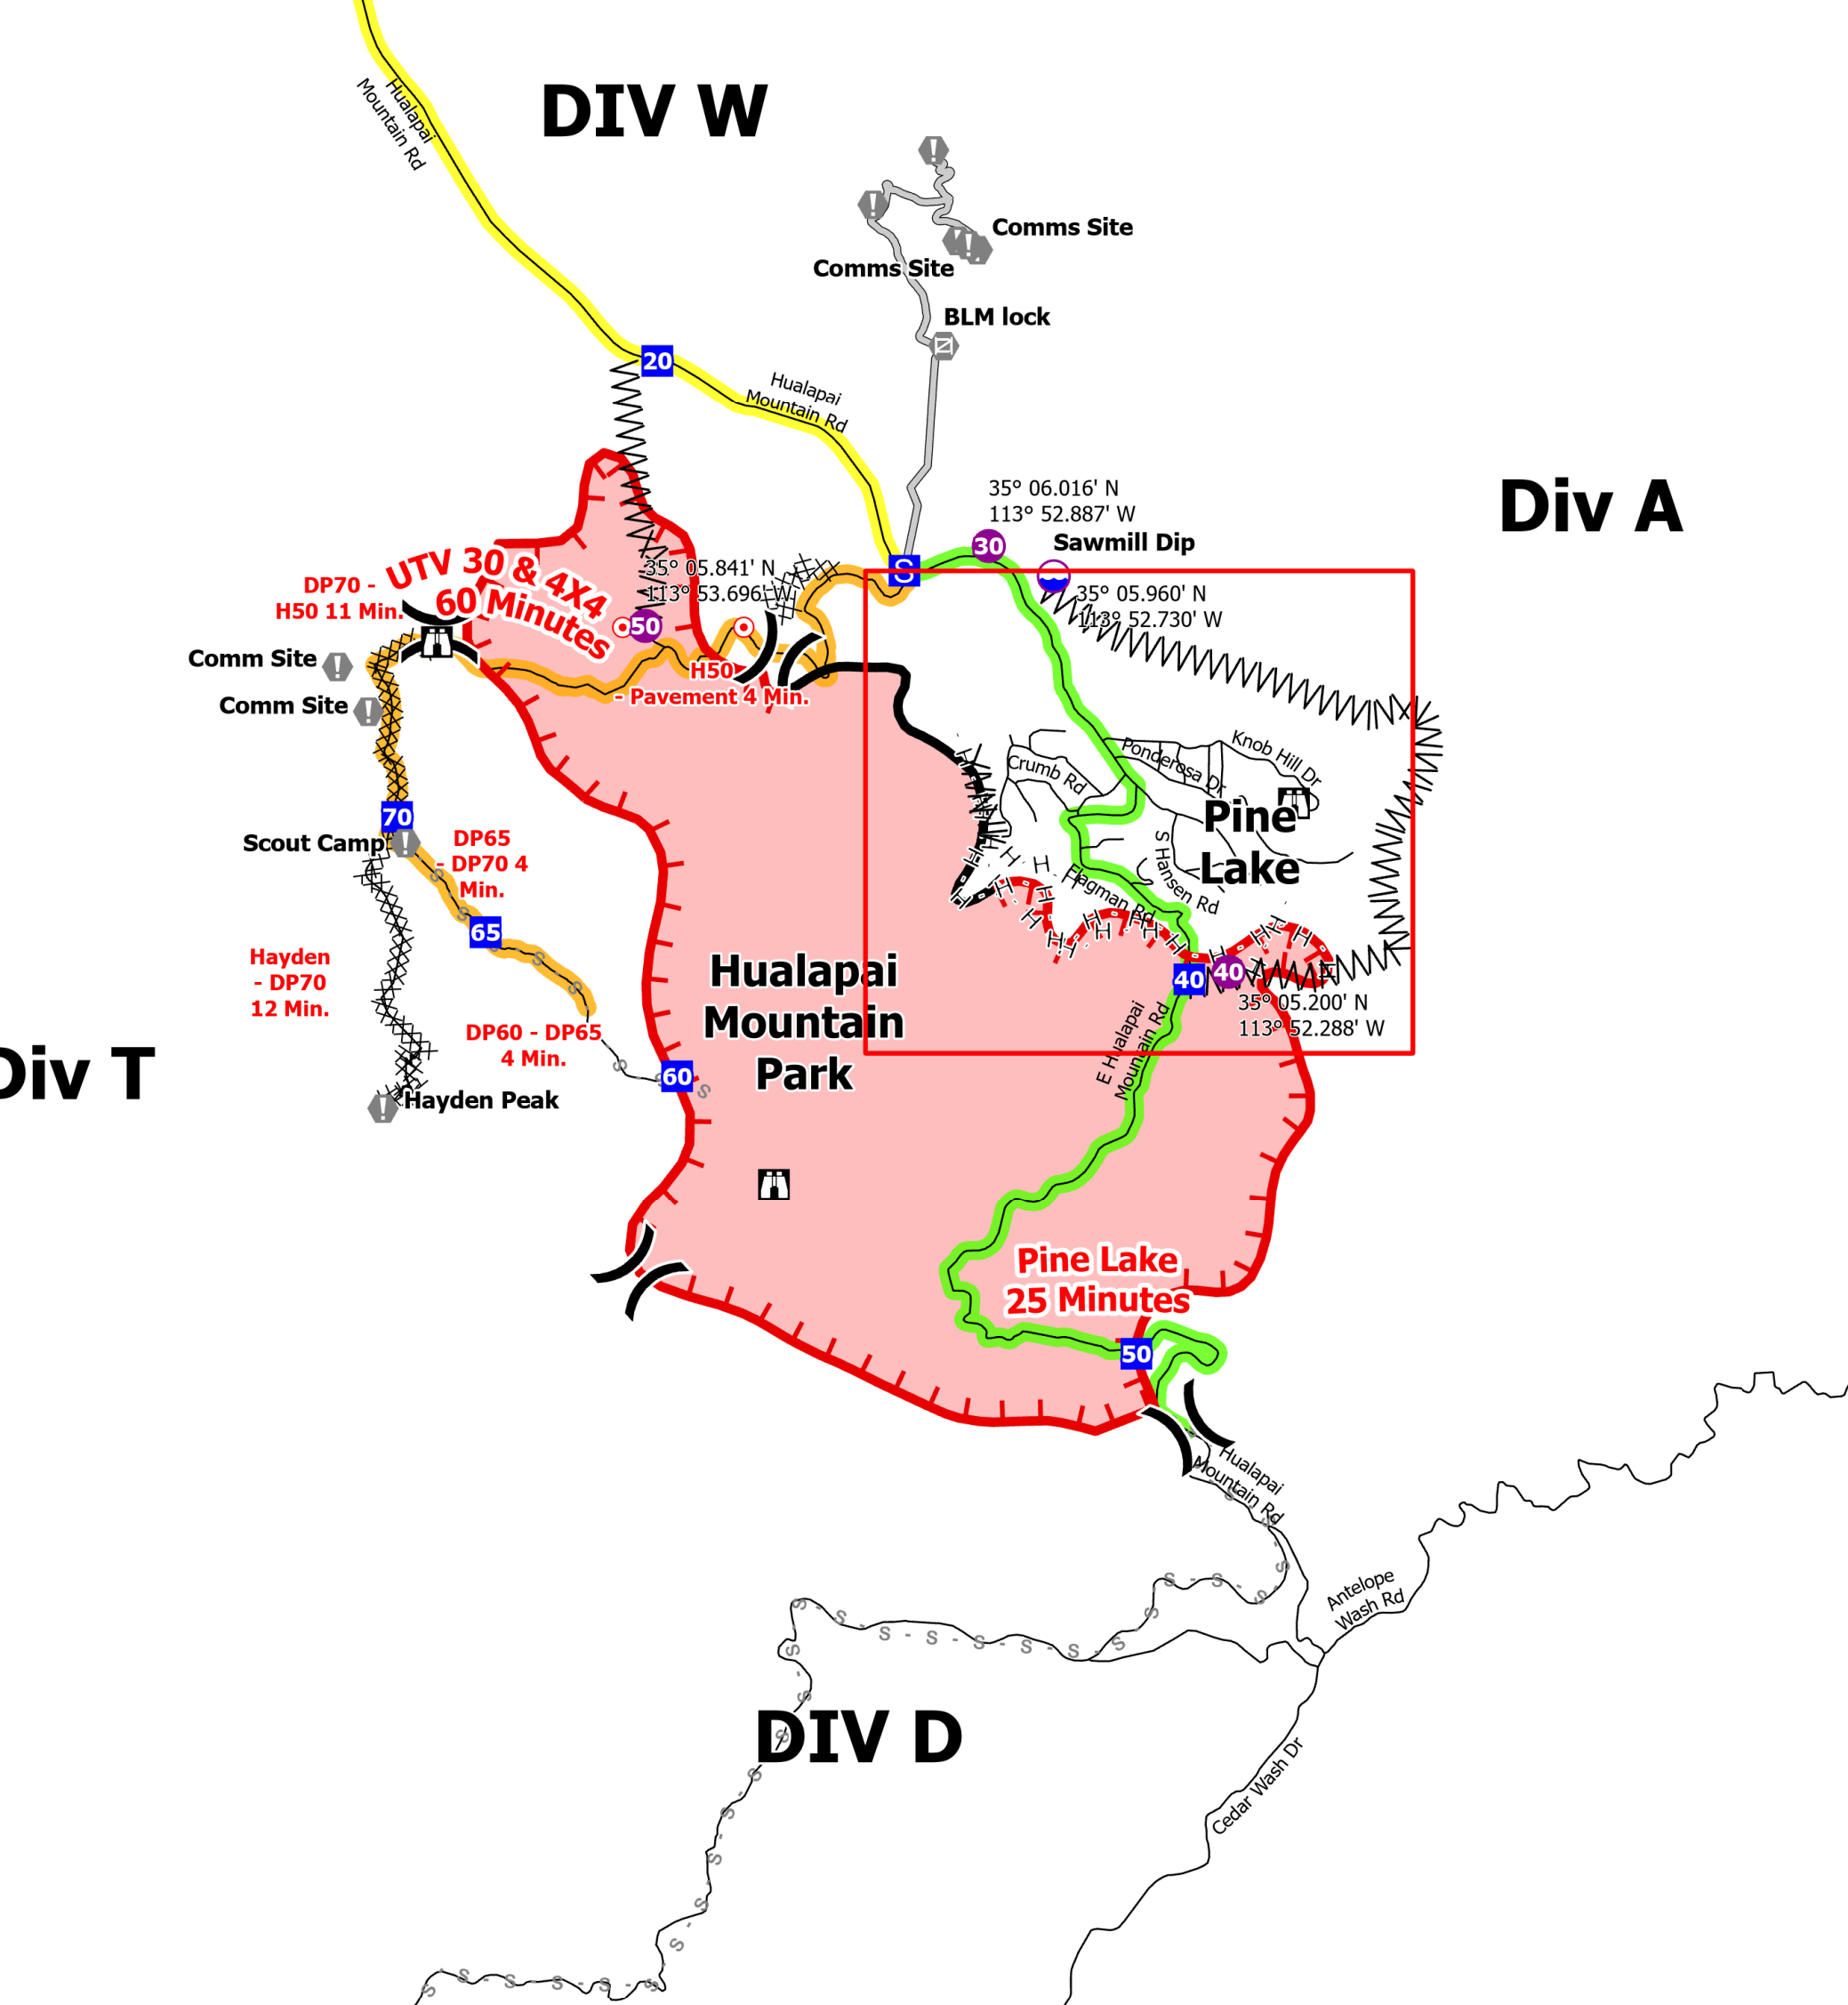 Hualapai
Mountain Rd
DIV W
Comms Site
Comms Site
BLM lock
20
Hualapai
Mountain Rd
35° 06.016' N
113° 52.887' W
Div A
30
Sawmill Dip
S
35° 05.960' N
113° 52.730' W
35° 05.841' N
113° 53.696' W
UTV 30 & 4X4
60 Minutes
DP70 -
H50 11 Min.
50
Comm Site
Comm Site
H50
- Pavement 4 Min.
Crumb Rd
Ponderosa Dr
Knob Hill Dr
Pine
Lake
S Hansen Rd
Flagman Rd
70
Scout Camp
DP65
- DP70 4
Min.
65
Hayden
- DP70
12 Min.
DP60 - DP65
4 Min.
60
Hayden Peak
Div T
Hualapai
Mountain
Park
40
40
35° 05.200' N
113° 52.288' W
E Hualapai
Mountain Rd
Pine Lake
25 Minutes
50
Hualapai
Mountain Rd
Antelope
Wash Rd
DIV D
Cedar Wash Dr